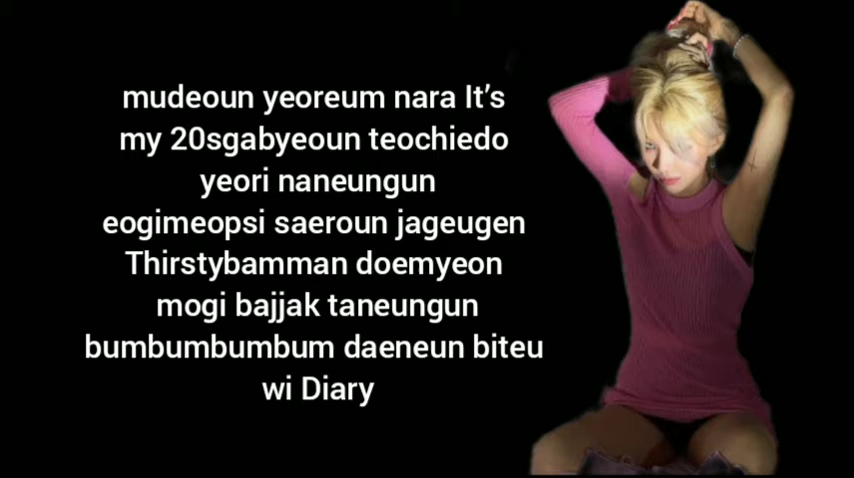 mudeoun yeoreum nara It's
my 20sgabyeoun teochiedo
yeori naneungun
eogimeopsi saeroun jageugen
Thirstybamman doemyeon
mogi bajjak taneungun
bumbumbumbum daeneun biteu
wi Diary